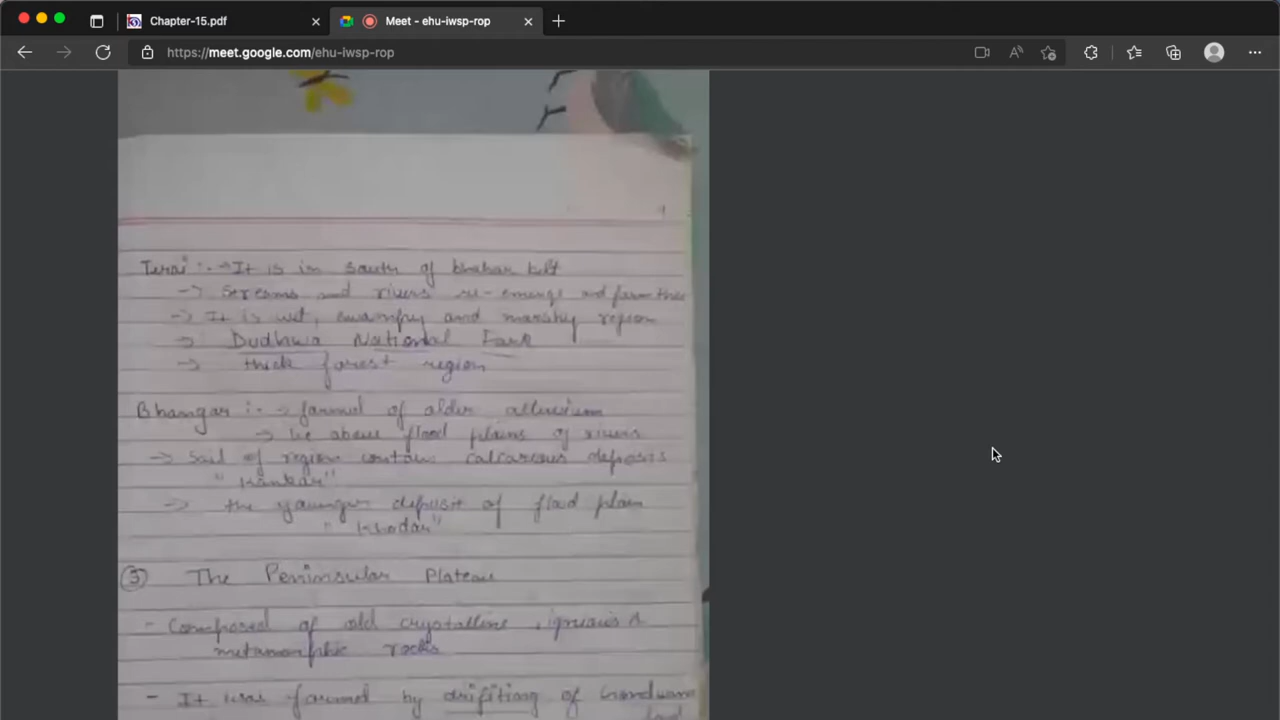 Chapter-15.pdf
Meet - ehu-iwsp-rop
https://meet.google.com/ehu-iwsp-rop
Terai :- → It is in south of bhabar belt
→ Streams and rivers re-emerge and form
→ It is wet, swampy and marshy region
→ Dudhwa National Park
→ thick forest region
Bhangar :- → formed of older alluvium
→ lie above flood plains of rivers
→ Soil of region contain calcareous deposits
"Kankar"
→ the younger deposit of flood plain
"Khadar"
③ The Peninsular Plateau
- Composed of old crystalline, igneous &
metamorphic rocks
- It was formed by drifiting of Gondwana
land